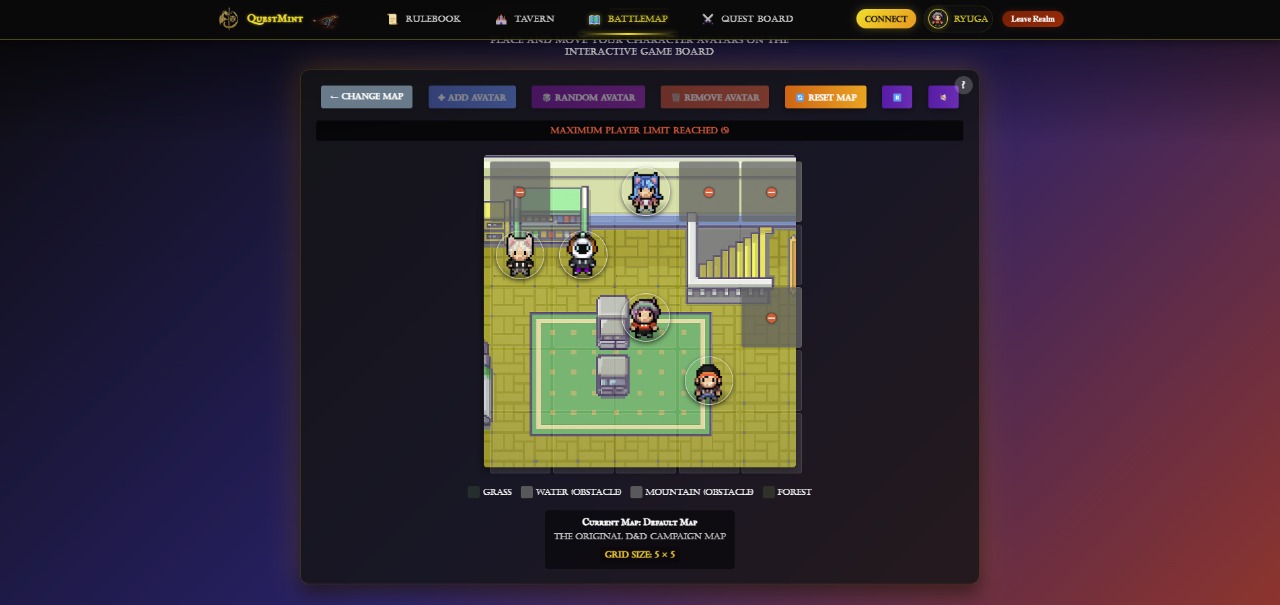 QuestMint
RULEBOOK
TAVERN
BATTLEMAP
QUEST BOARD
CONNECT
RYUGA
Leave Realm
PLACE AND MOVE YOUR CHARACTER AVATARS ON THE
INTERACTIVE GAME BOARD
?
← CHANGE MAP
+ ADD AVATAR
RANDOM AVATAR
REMOVE AVATAR
RESET MAP
MAXIMUM PLAYER LIMIT REACHED (5)
GRASS
WATER (OBSTACLE)
MOUNTAIN (OBSTACLE)
FOREST
Current Map: Default Map
THE ORIGINAL D&D CAMPAIGN MAP
GRID SIZE: 5 × 5